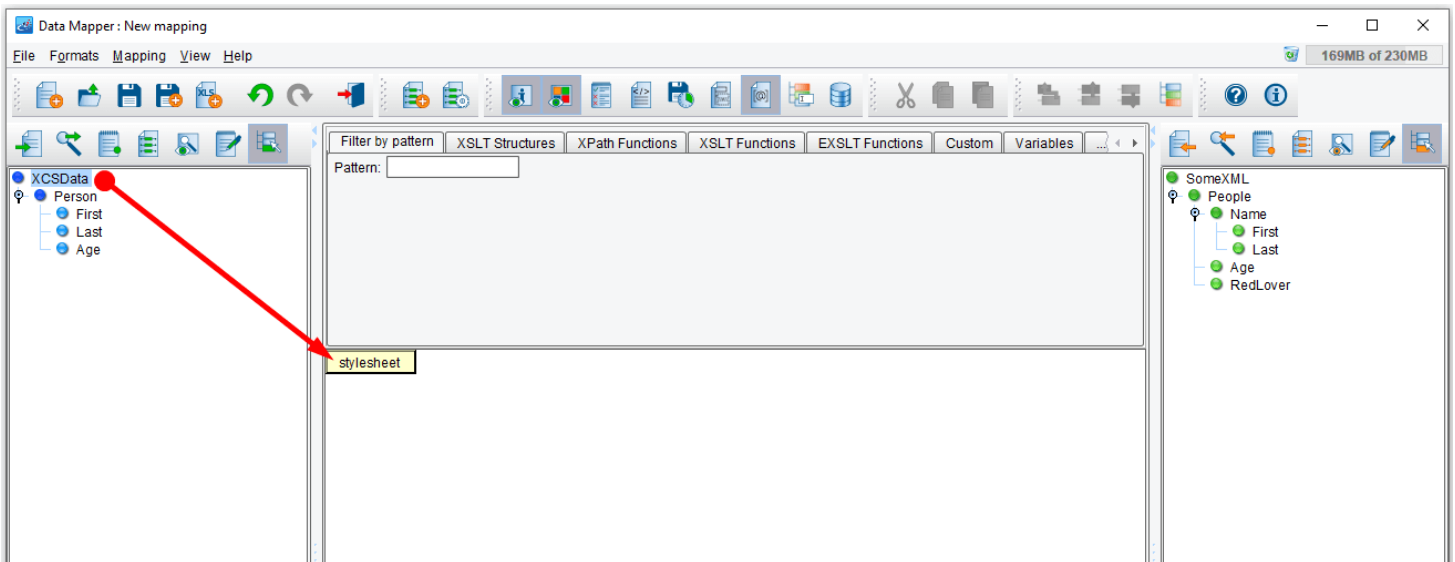 Data Mapper : New mapping
File Formats Mapping View Help
169MB of 230MB
XLS
Filter by pattern XSLT Structures XPath Functions XSLT Functions EXSLT Functions Custom Variables ...
Pattern:
XCSData
Person
First
Last
Age
stylesheet
SomeXML
People
Name
First
Last
Age
RedLover